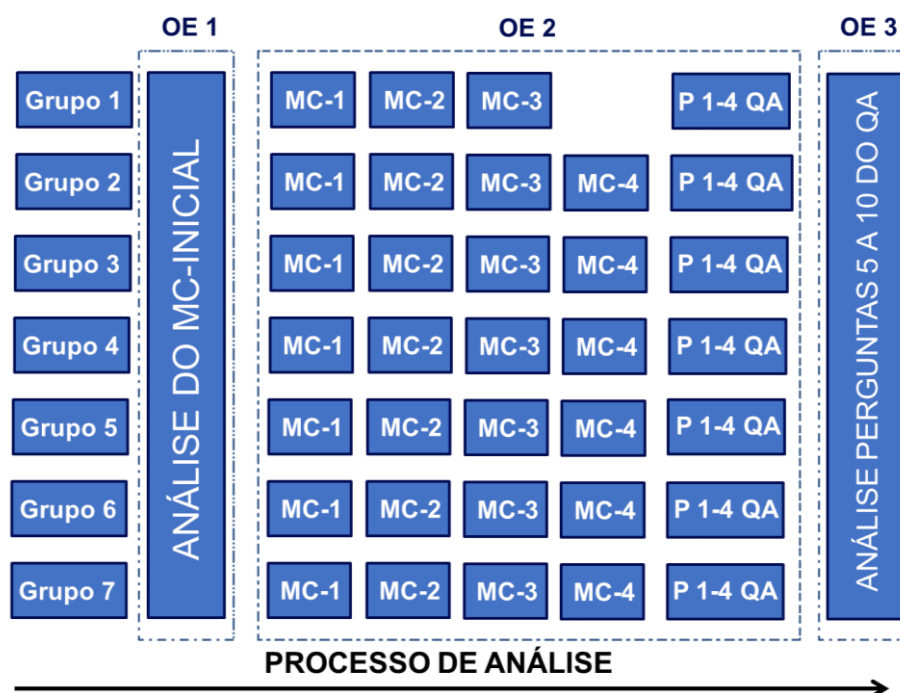 OE 1 OE 2 OE 3
Grupo 1 MC-1 MC-2 MC-3 P 1-4 QA
Grupo 2 MC-1 MC-2 MC-3 MC-4 P 1-4 QA
Grupo 3 MC-1 MC-2 MC-3 MC-4 P 1-4 QA
Grupo 4 MC-1 MC-2 MC-3 MC-4 P 1-4 QA
Grupo 5 MC-1 MC-2 MC-3 MC-4 P 1-4 QA
Grupo 6 MC-1 MC-2 MC-3 MC-4 P 1-4 QA
Grupo 7 MC-1 MC-2 MC-3 MC-4 P 1-4 QA
ANÁLISE DO MC-INICIAL
ANÁLISE PERGUNTAS 5 A 10 DO QA
PROCESSO DE ANÁLISE